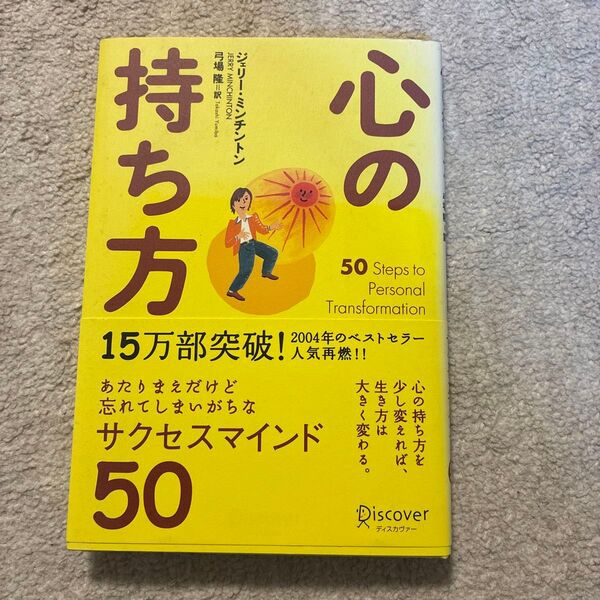 心の
持ち方
ジェリー・ミンチントン
JERRY MINCHINTON
弓場 隆=訳 Takashi Yumiba
50 Steps to
Personal
Transformation
15万部突破!
2004年のベストセラー
人気再燃!!
あたりまえだけど
忘れてしまいがちな
サクセスマインド
50
心の持ち方を
少し変えれば、
生き方は
大きく変わる。
Discover
ディスカヴァー